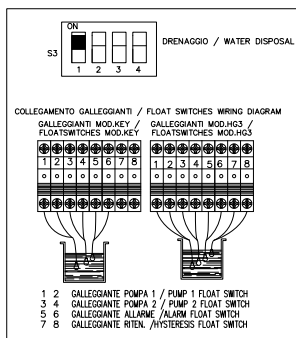 ON
S3
1 2 3 4
DRENAGGIO / WATER DISPOSAL
COLLEGAMENTO GALLEGGIANTI / FLOAT SWITCHES WIRING DIAGRAM
GALLEGGIANTI MOD.KEY /
FLOATSWITCHES MOD.KEY
GALLEGGIANTI MOD.HG3 /
FLOATSWITCHES MOD.HG3
1 2 3 4 5 6 7 8
1 2 3 4 5 6 7 8
1 2 GALLEGGIANTE POMPA 1 / PUMP 1 FLOAT SWITCH
3 4 GALLEGGIANTE POMPA 2 / PUMP 2 FLOAT SWITCH
5 6 GALLEGGIANTE ALLARME /ALARM FLOAT SWITCH
7 8 GALLEGGIANTE RITEN. /HYSTERESIS FLOAT SWITCH